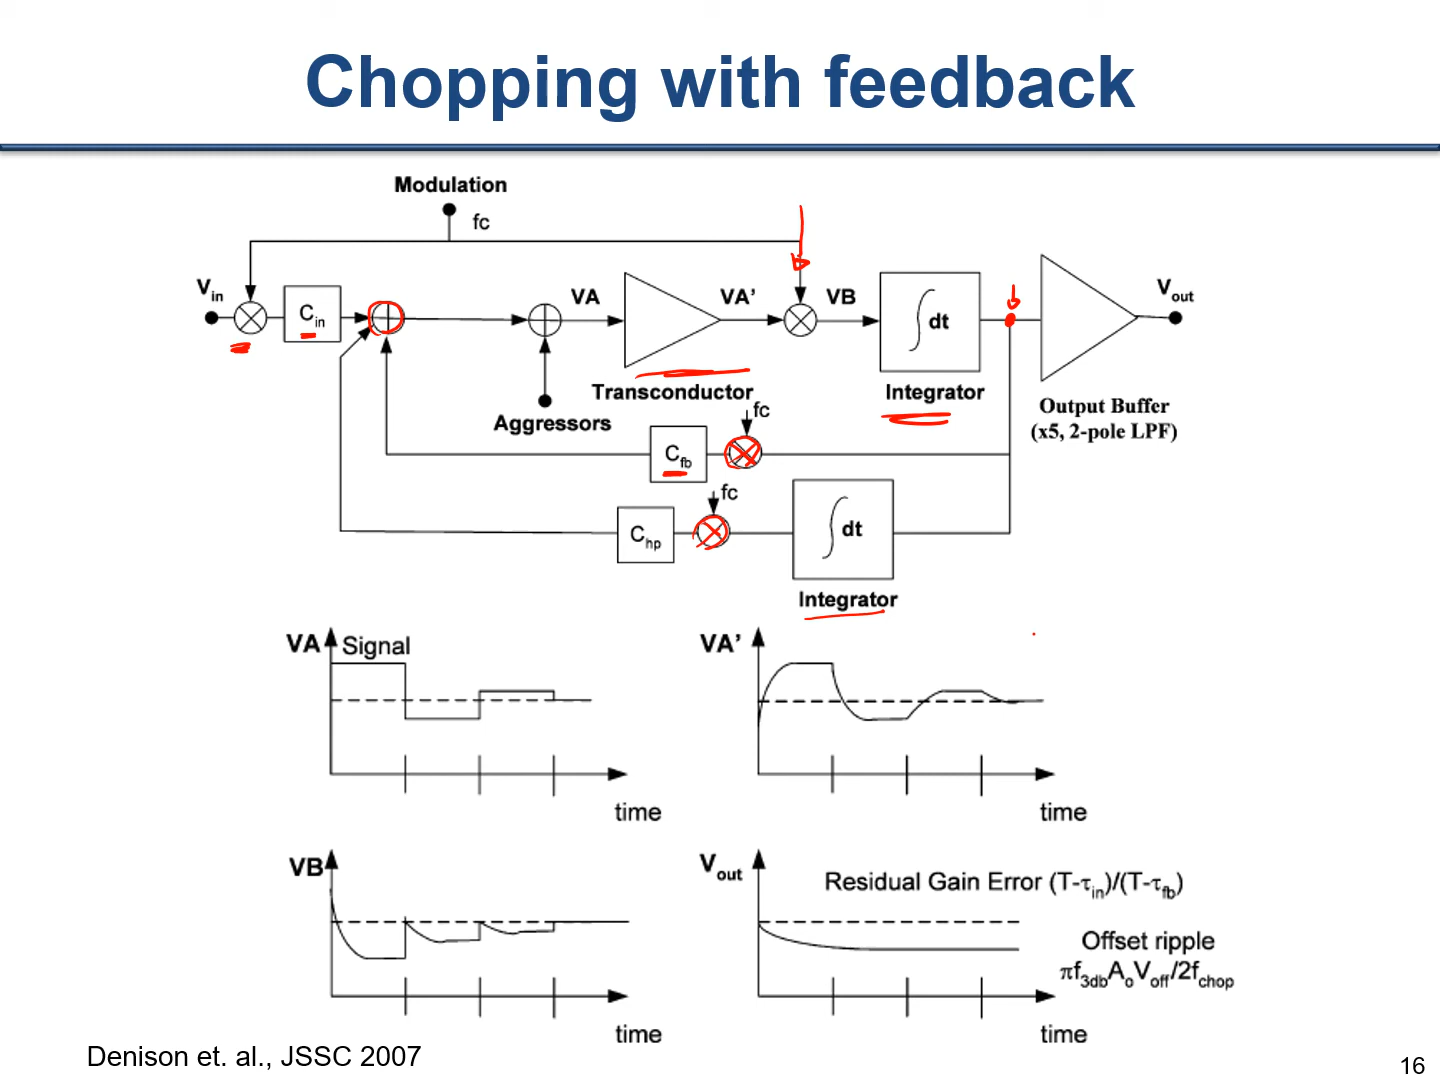 Chopping with feedback
Modulation
fc
Vin
Cin
VA
VA'
VB
∫dt
Vout
Transconductor
Integrator
Aggressors
Output Buffer
(x5, 2-pole LPF)
fc
Cfb
fc
Chp
∫dt
Integrator
VA
Signal
VA'
time
time
VB
Vout
Residual Gain Error (T-τin)/(T-τfb)
Offset ripple
πf3dbAoVoff/2fchop
time
time
Denison et. al., JSSC 2007
16